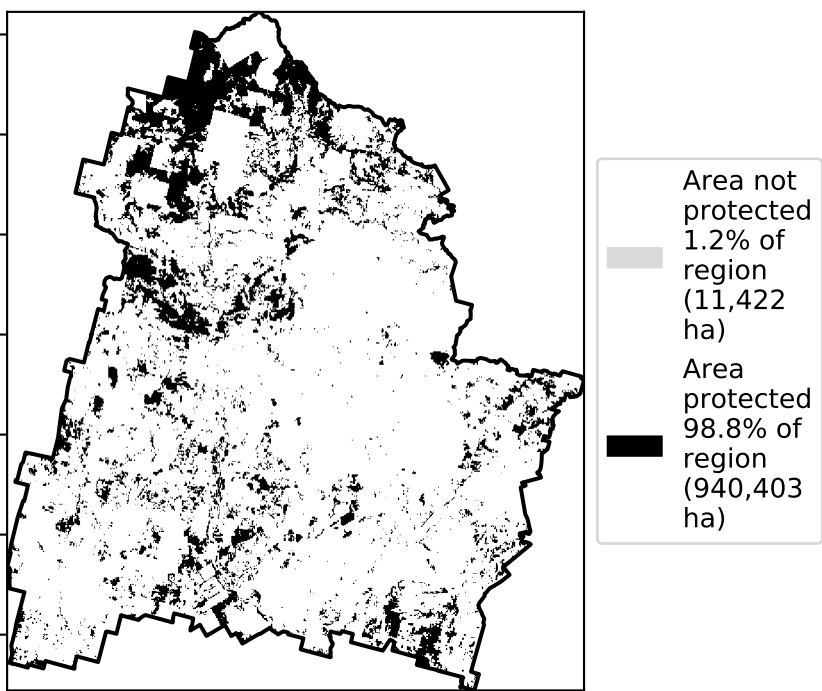 Area not
protected
1.2% of
region
(11,422
ha)
Area
protected
98.8% of
region
(940,403
ha)